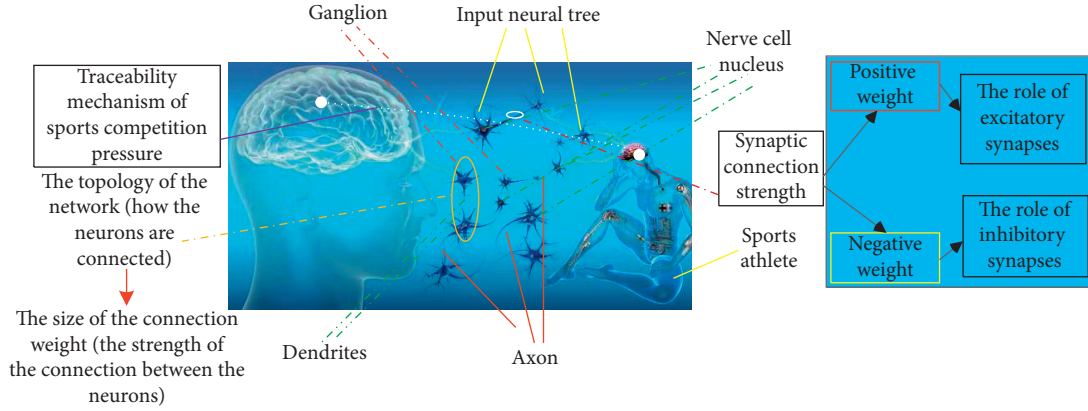 Ganglion
Input neural tree
Nerve cell
nucleus
Traceability
mechanism of
sports competition
pressure
The topology of the
network (how the
neurons are
connected)
The size of the connection
weight (the strength of
the connection between the
neurons)
Dendrites
Axon
Sports
athlete
Synaptic
connection
strength
Positive
weight
The role of
excitatory
synapses
Negative
weight
The role of
inhibitory
synapses